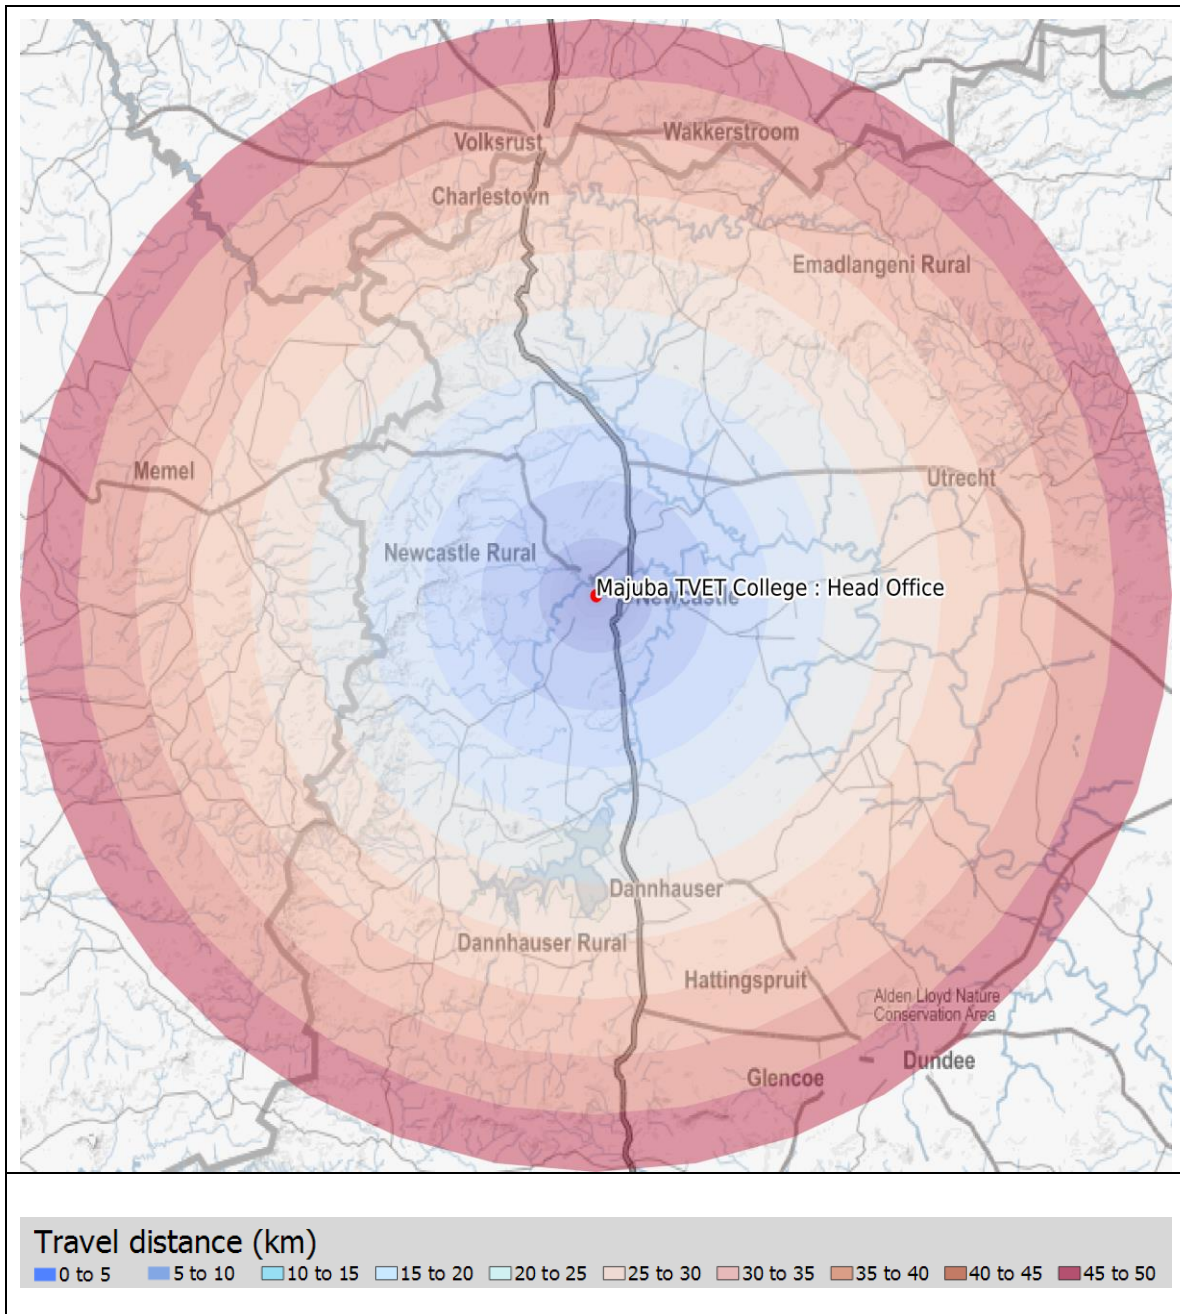 Volksrust
Wakkerstroom
Charlestown
Emadlangeni Rural
Memel
Utrecht
Newcastle Rural
Majuba TVET College : Head Office
Newcastle
Dannhauser
Dannhauser Rural
Hattingspruit
Alden Lloyd Nature
Conservation Area
Dundee
Glencoe
Travel distance (km)
0 to 5 5 to 10 10 to 15 15 to 20 20 to 25 25 to 30 30 to 35 35 to 40 40 to 45 45 to 50